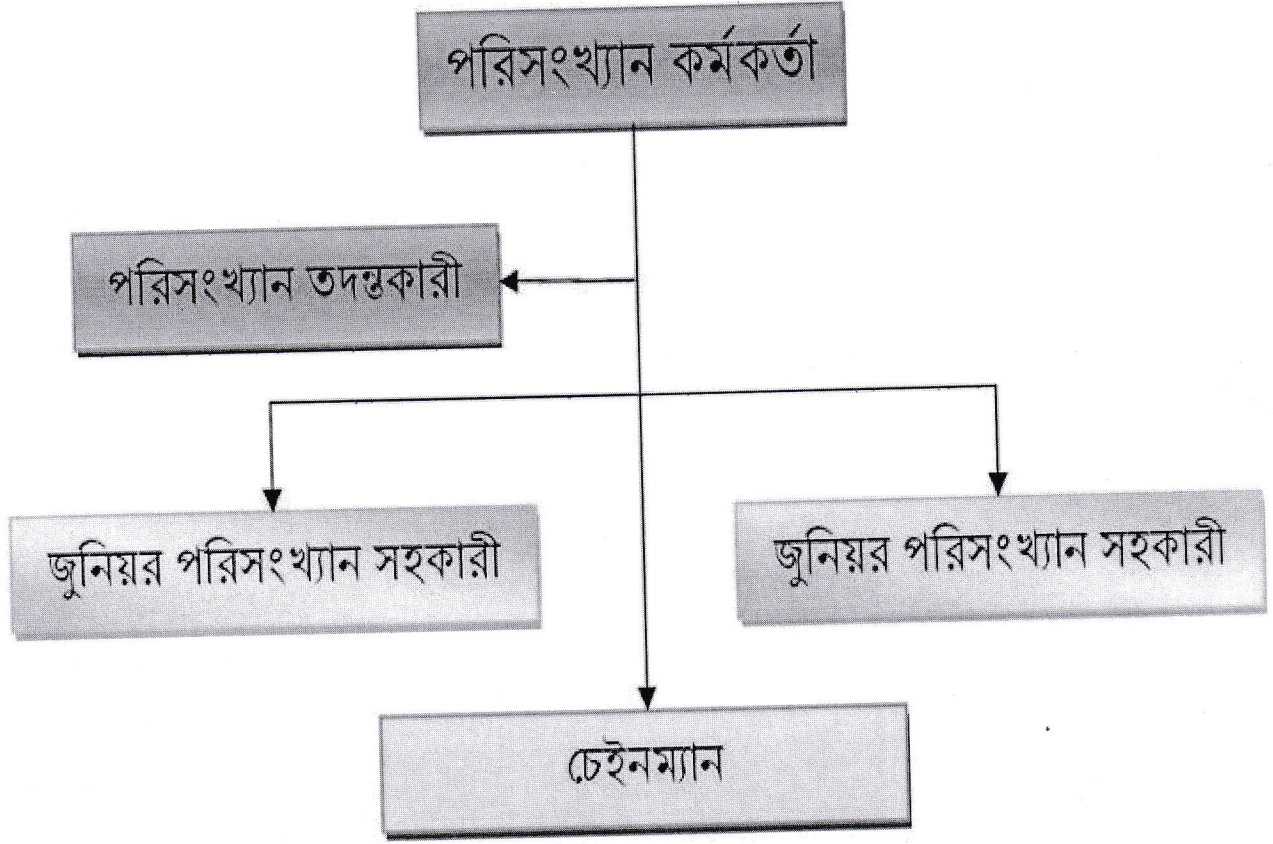 পরিসংখ্যান কর্মকর্তা
পরিসংখ্যান তদন্তকারী
জুনিয়র পরিসংখ্যান সহকারী
জুনিয়র পরিসংখ্যান সহকারী
চেইনম্যান